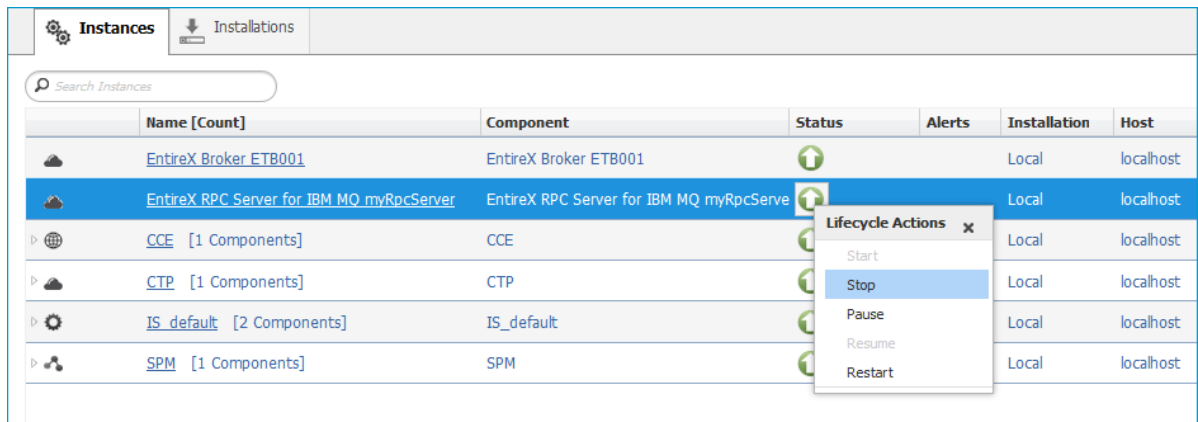 Instances Installations
Search Instances
Name [Count] Component Status Alerts Installation Host
EntireX Broker ETB001 EntireX Broker ETB001 Local localhost
EntireX RPC Server for IBM MQ myRpcServer EntireX RPC Server for IBM MQ myRpcServe Local localhost
Lifecycle Actions x
CCE [1 Components] CCE Local localhost
Start
CTP [1 Components] CTP Local localhost
Stop
Pause
IS_default [2 Components] IS_default Local localhost
Resume
SPM [1 Components] SPM Local localhost
Restart